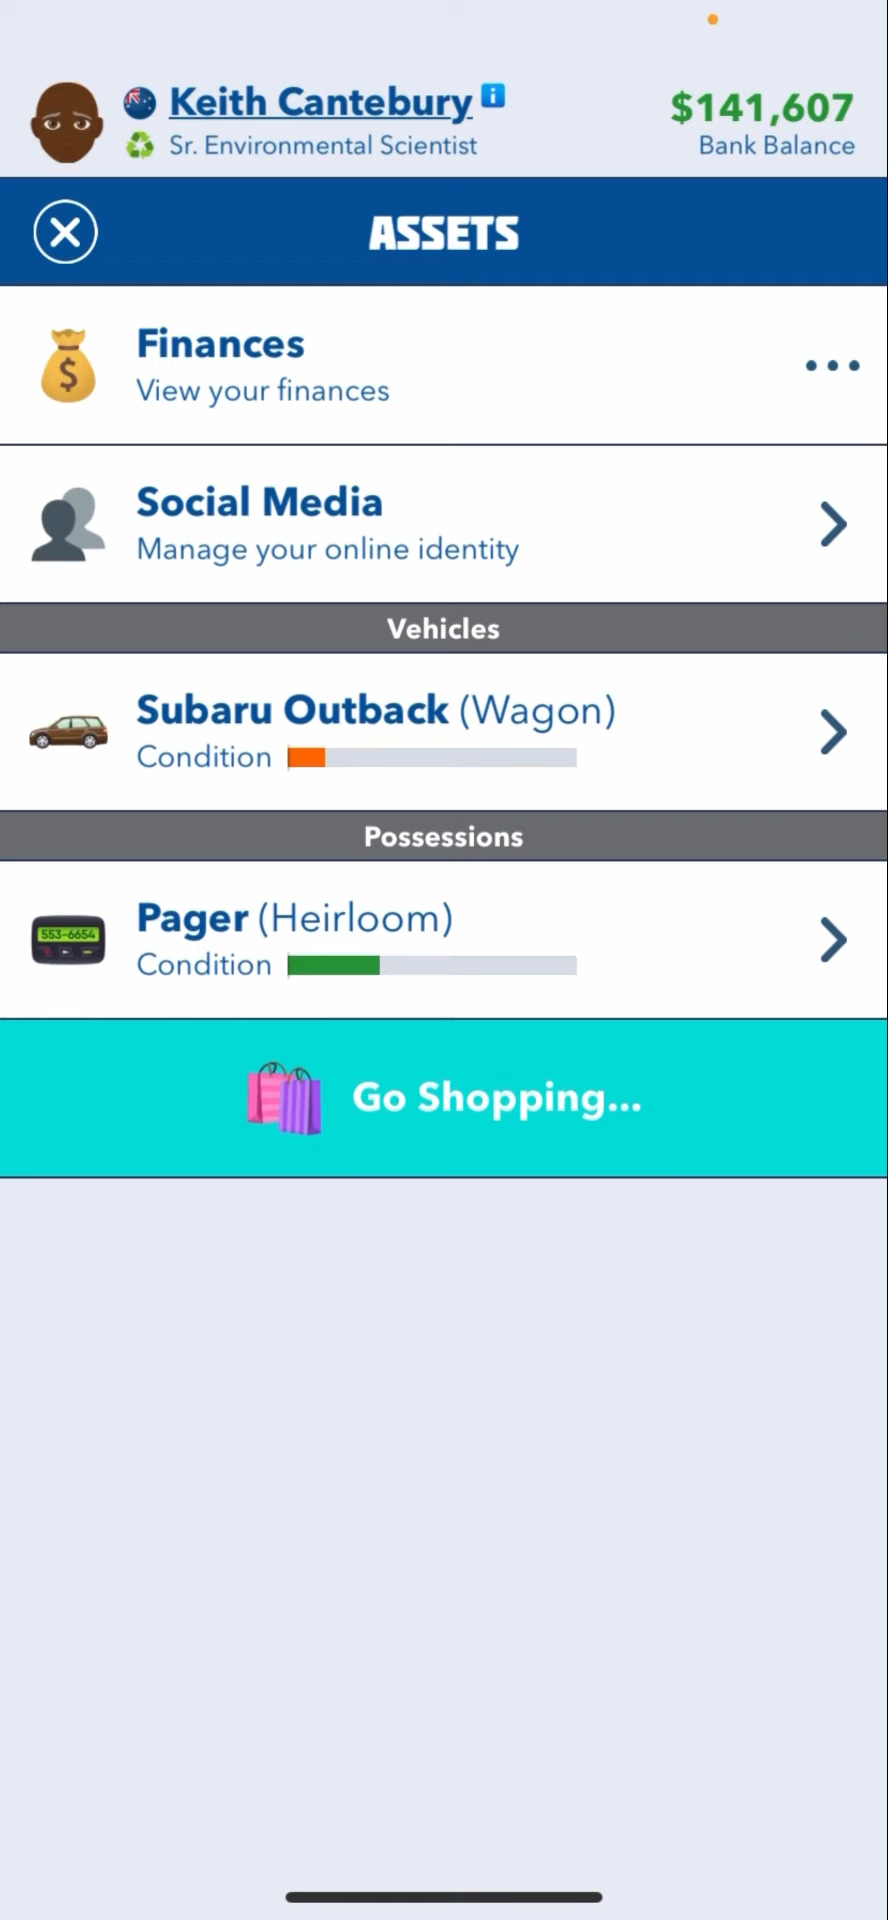 Keith Cantebury
$141,607
Sr. Environmental Scientist
Bank Balance
ASSETS
Finances
View your finances
Social Media
Manage your online identity
Vehicles
Subaru Outback (Wagon)
Condition
Possessions
Pager (Heirloom)
553-6654
Condition
Go Shopping...